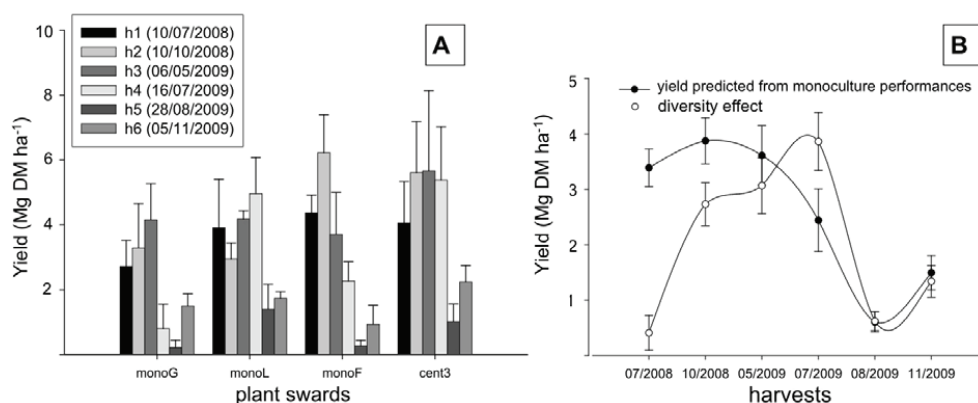 10
8
6
4
2
Yield (Mg DM ha⁻¹)
h1 (10/07/2008)
h2 (10/10/2008)
h3 (06/05/2009)
h4 (16/07/2009)
h5 (28/08/2009)
h6 (05/11/2009)
A
monoG monoL monoF cent3
plant swards
B
5
4
3
2
1
0
Yield (Mg DM ha⁻¹)
yield predicted from monoculture performances
diversity effect
07/2008 10/2008 05/2009 07/2009 08/2009 11/2009
harvests